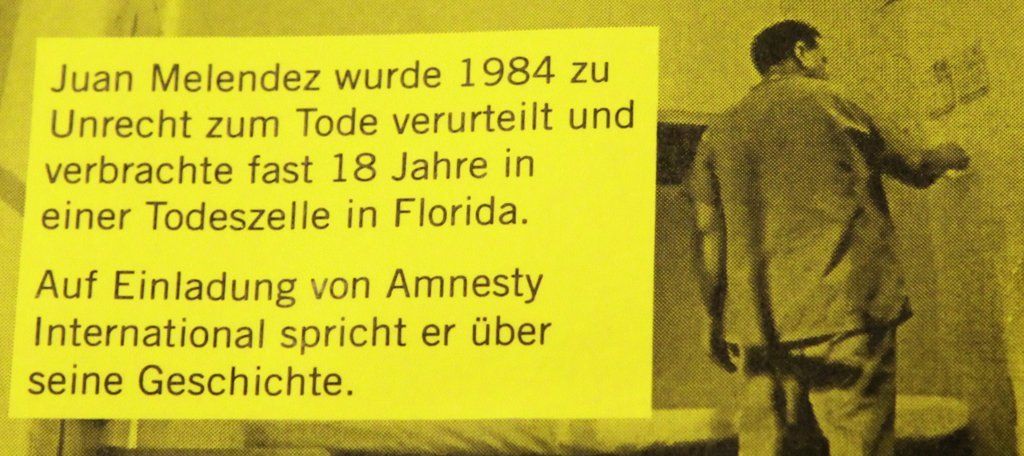 Juan Melendez wurde 1984 zu
Unrecht zum Tode verurteilt und
verbrachte fast 18 Jahre in
einer Todeszelle in Florida.
Auf Einladung von Amnesty
International spricht er über
seine Geschichte.